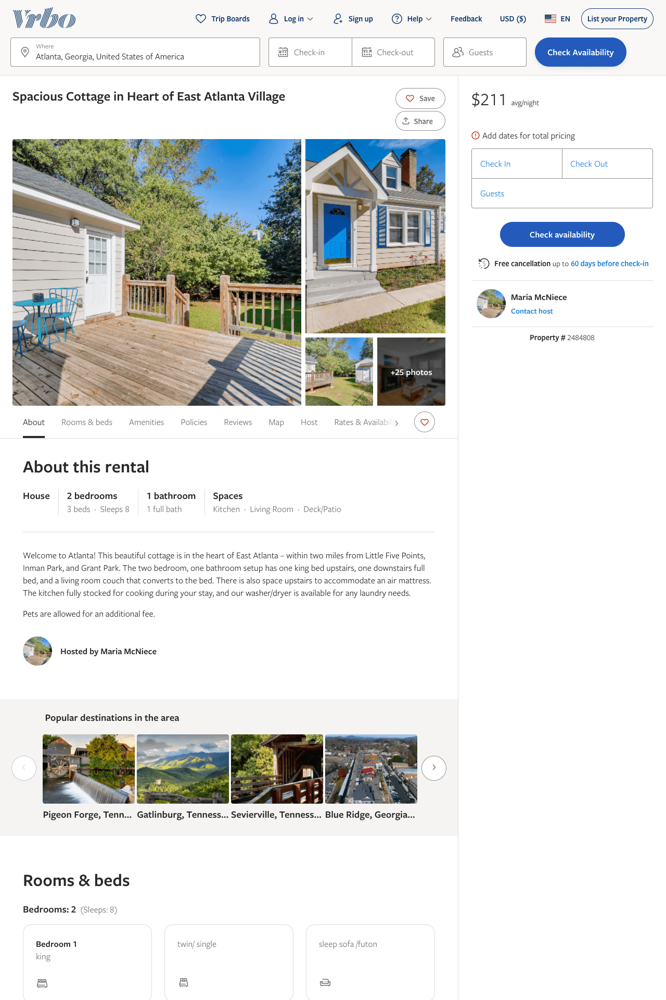 Vrbo
Trip Boards
Log in
Sign up
Help
Feedback
USD ($)
EN
List your Property
Where
Atlanta, Georgia, United States of America
Check-in
Check-out
Guests
Check Availability
Spacious Cottage in Heart of East Atlanta Village
Save
Share
+25 photos
$211 avg/night
Add dates for total pricing
Check In
Check Out
Guests
Check availability
Free cancellation up to 60 days before check-in
Maria McNiece
Contact host
Property # 2484808
About
Rooms & beds
Amenities
Policies
Reviews
Map
Host
Rates & Availabili
About this rental
House
2 bedrooms
3 beds · Sleeps 8
1 bathroom
1 full bath
Spaces
Kitchen · Living Room · Deck/Patio
Welcome to Atlanta! This beautiful cottage is in the heart of East Atlanta – within two miles from Little Five Points,
Inman Park, and Grant Park. The two bedroom, one bathroom setup has one king bed upstairs, one downstairs full
bed, and a living room couch that converts to the bed. There is also space upstairs to accommodate an air mattress.
The kitchen fully stocked for cooking during your stay, and our washer/dryer is available for any laundry needs.
Pets are allowed for an additional fee.
Hosted by Maria McNiece
Popular destinations in the area
Pigeon Forge, Tenn...
Gatlinburg, Tenness...
Sevierville, Tenness...
Blue Ridge, Georgia...
Rooms & beds
Bedrooms: 2 (Sleeps: 8)
Bedroom 1
king
twin/ single
sleep sofa /futon